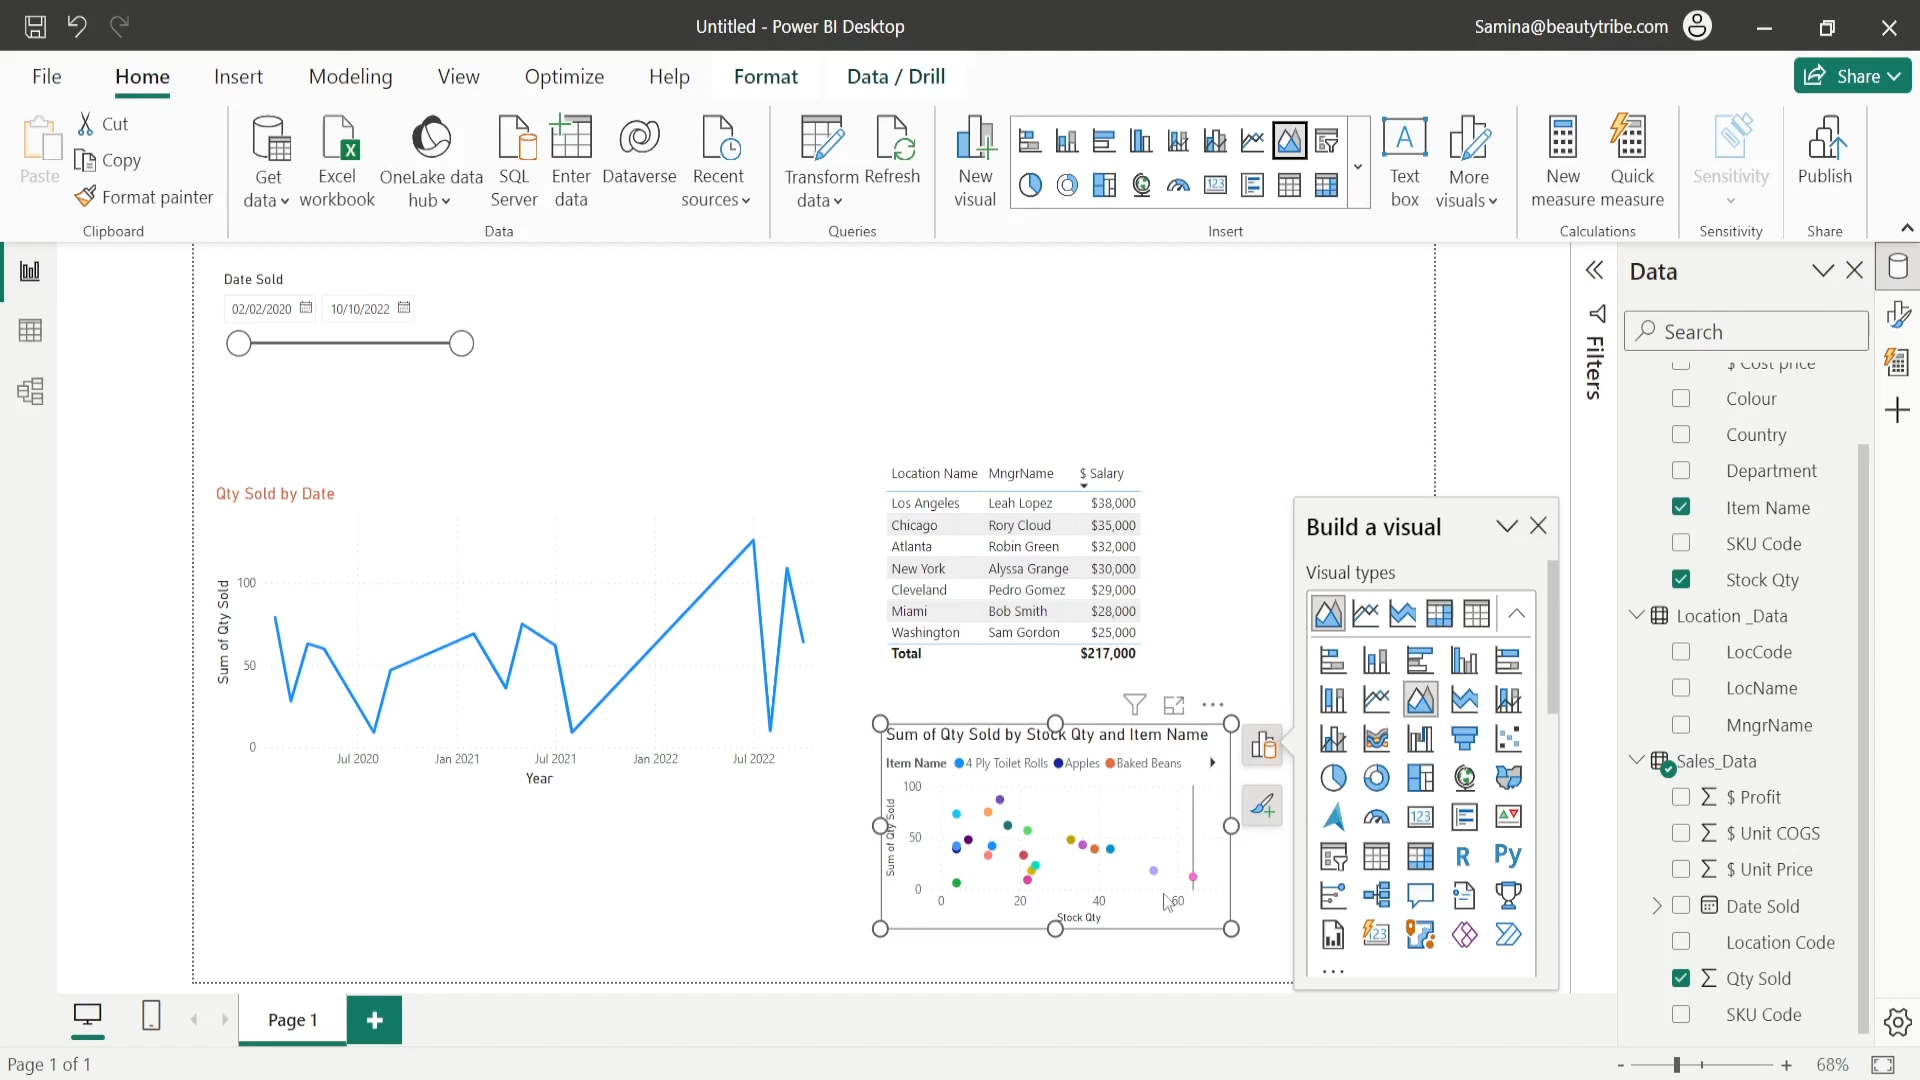 Untitled - Power BI Desktop
Samina@beautytribe.com
File Home Insert Modeling View Optimize Help Format Data / Drill
Share
Paste
Cut
Copy
Format painter
Clipboard
Get data
Excel workbook
OneLake data hub
SQL Server
Enter data
Dataverse
Recent sources
Data
Transform data
Refresh
Queries
New visual
Insert
A
Text box
More visuals
New measure
Quick measure
Calculations
Sensitivity
Sensitivity
Publish
Share
Date Sold
02/02/2020
10/10/2022
Qty Sold by Date
Sum of Qty Sold
100
50
0
Jul 2020 Jan 2021 Jul 2021 Jan 2022 Jul 2022
Year
Location Name MngrName $ Salary
Los Angeles Leah Lopez $38,000
Chicago Rory Cloud $35,000
Atlanta Robin Green $32,000
New York Alyssa Grange $30,000
Cleveland Pedro Gomez $29,000
Miami Bob Smith $28,000
Washington Sam Gordon $25,000
Total $217,000
Sum of Qty Sold by Stock Qty and Item Name
Item Name 4 Ply Toilet Rolls Apples Baked Beans
Sum of Qty Sold
100
50
0
0 20 40 60
Stock Qty
Build a visual
Visual types
123
R
Py
123
Filters
Data
Search
$ Cost price
Colour
Country
Department
Item Name
SKU Code
Stock Qty
Location _Data
LocCode
LocName
MngrName
Sales_Data
$ Profit
$ Unit COGS
$ Unit Price
Date Sold
Location Code
Qty Sold
SKU Code
Page 1
Page 1 of 1
68%